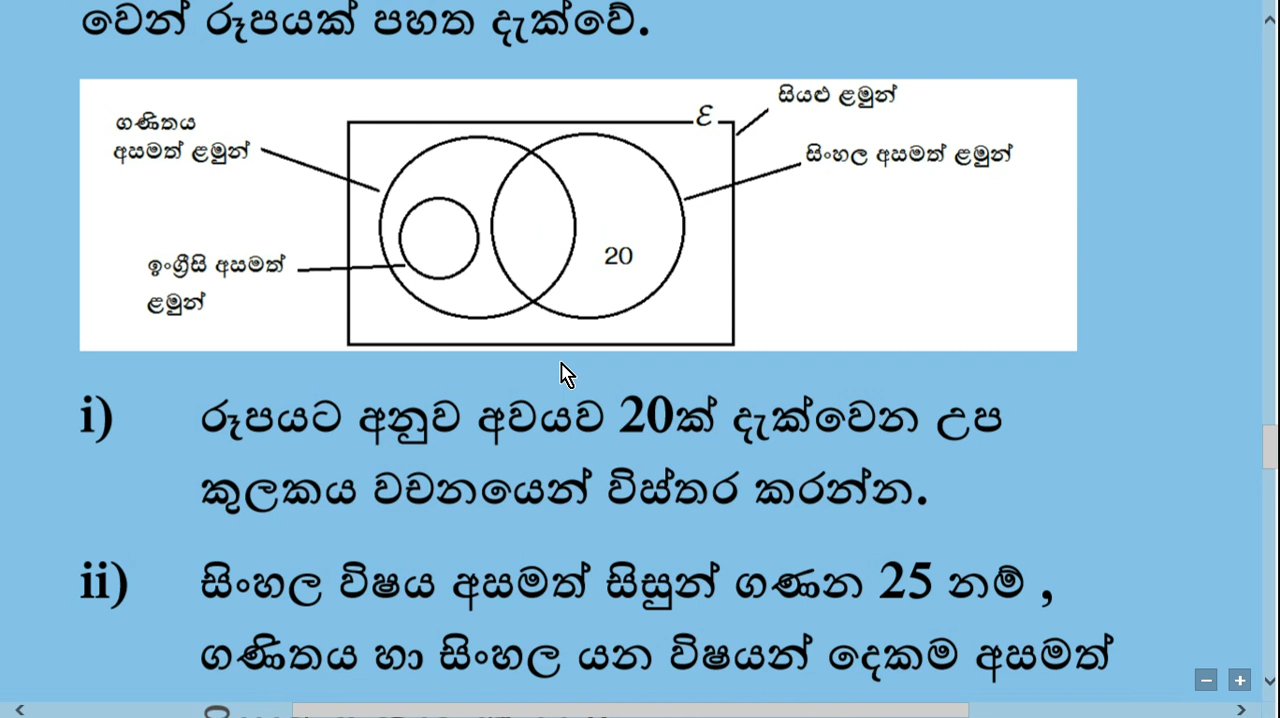 වෙන් රූපයක් පහත දැක්වේ.
සියළු ළමුන්
ℰ
ගණිතය
අසමත් ළමුන්
සිංහල අසමත් ළමුන්
20
ඉංග්‍රීසි අසමත්
ළමුන්
i) රූපයට අනුව අවයව 20ක් දැක්වෙන උප
කුලකය වචනයෙන් විස්තර කරන්න.
ii) සිංහල විෂය අසමත් සිසුන් ගණන 25 නම් ,
ගණිතය හා සිංහල යන විෂයන් දෙකම අසමත්